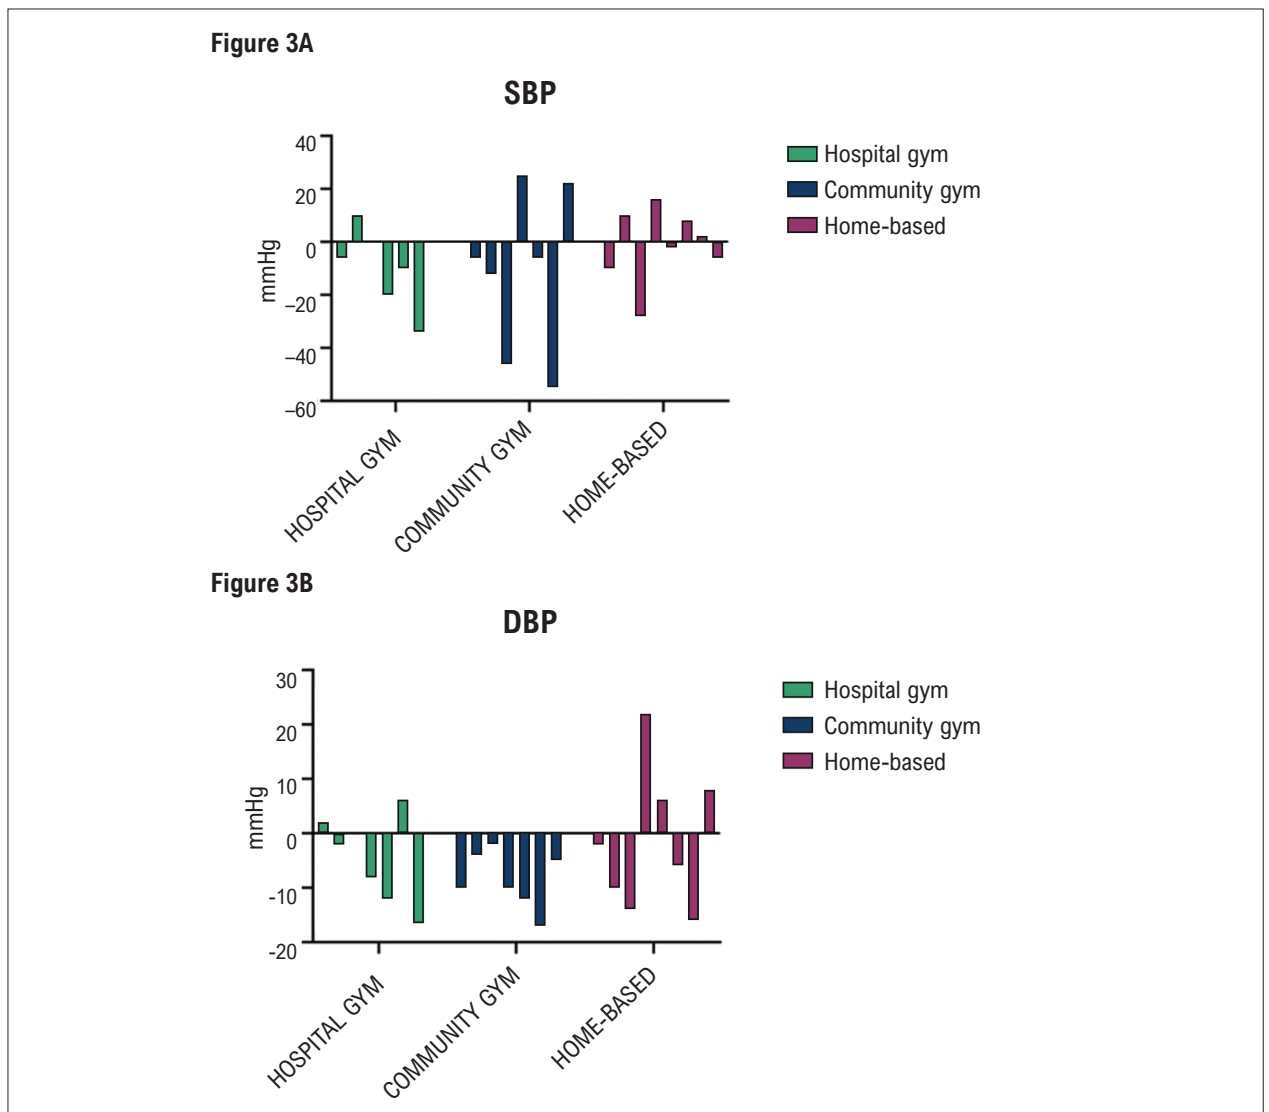 Figure 3A
SBP
40
20
0
–20
–40
–60
mmHg
HOSPITAL GYM
COMMUNITY GYM
HOME-BASED
Hospital gym
Community gym
Home-based
Figure 3B
DBP
30
20
10
0
-10
-20
mmHg
HOSPITAL GYM
COMMUNITY GYM
HOME-BASED
Hospital gym
Community gym
Home-based